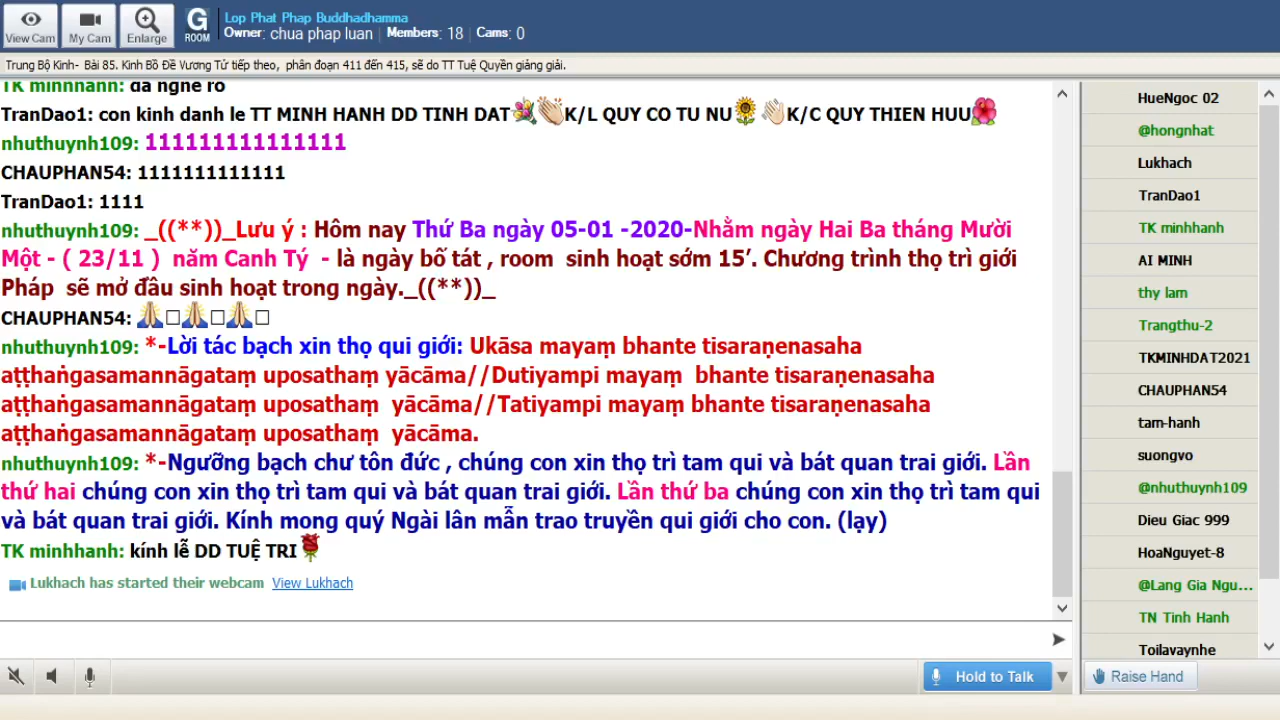 View Cam
My Cam
Enlarge
G ROOM
Lop Phat Phap Buddhadhamma
Owner: chua phap luan | Members: 18 | Cams: 0
Trung Bộ Kinh- Bài 85. Kinh Bồ Đề Vương Tử tiếp theo, phân đoạn 411 đến 415, sẽ do TT Tuệ Quyền giảng giải.
TK minhhanh: da nghe ro
TranDao1: con kinh danh le TT MINH HANH DD TINH DAT K/L QUY CO TU NU K/C QUY THIEN HUU
nhuthuynh109: 1111111111111111
CHAUPHAN54: 1111111111111
TranDao1: 1111
nhuthuynh109: _((**))_Lưu ý : Hôm nay Thứ Ba ngày 05-01 -2020-Nhằm ngày Hai Ba tháng Mười
Một - ( 23/11 ) năm Canh Tý - là ngày bố tát , room sinh hoạt sớm 15’. Chương trình thọ trì giới
Pháp sẽ mở đầu sinh hoạt trong ngày._((**))_
CHAUPHAN54:
nhuthuynh109: *-Lời tác bạch xin thọ qui giới: Ukāsa mayaṃ bhante tisaraṇenasaha
aṭṭhaṅgasamannāgataṃ uposathaṃ yācāma//Dutiyampi mayaṃ bhante tisaraṇenasaha
aṭṭhaṅgasamannāgataṃ uposathaṃ yācāma//Tatiyampi mayaṃ bhante tisaraṇenasaha
aṭṭhaṅgasamannāgataṃ uposathaṃ yācāma.
nhuthuynh109: *-Ngưỡng bạch chư tôn đức , chúng con xin thọ trì tam qui và bát quan trai giới. Lần
thứ hai chúng con xin thọ trì tam qui và bát quan trai giới. Lần thứ ba chúng con xin thọ trì tam qui
và bát quan trai giới. Kính mong quý Ngài lân mẫn trao truyền qui giới cho con. (lạy)
TK minhhanh: kính lễ DD TUỆ TRI
Lukhach has started their webcam View Lukhach
HueNgoc 02
@hongnhat
Lukhach
TranDao1
TK minhhanh
AI MINH
thy lam
Trangthu-2
TKMINHDAT2021
CHAUPHAN54
tam-hanh
suongvo
@nhuthuynh109
Dieu Giac 999
HoaNguyet-8
@Lang Gia Ngu...
TN Tinh Hanh
Toilavaynhe
Hold to Talk
Raise Hand